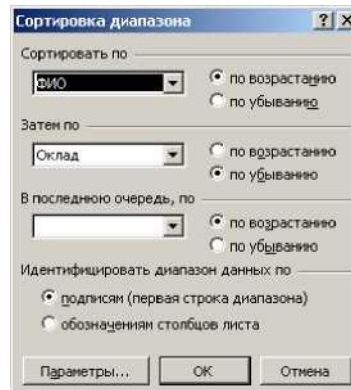 Сортировка диапазона
Сортировать по
ФИО
по возрастанию
по убыванию
Затем по
Оклад
по возрастанию
по убыванию
В последнюю очередь, по
по возрастанию
по убыванию
Идентифицировать диапазон данных по
подписям (первая строка диапазона)
обозначениям столбцов листа
Параметры... ОК Отмена